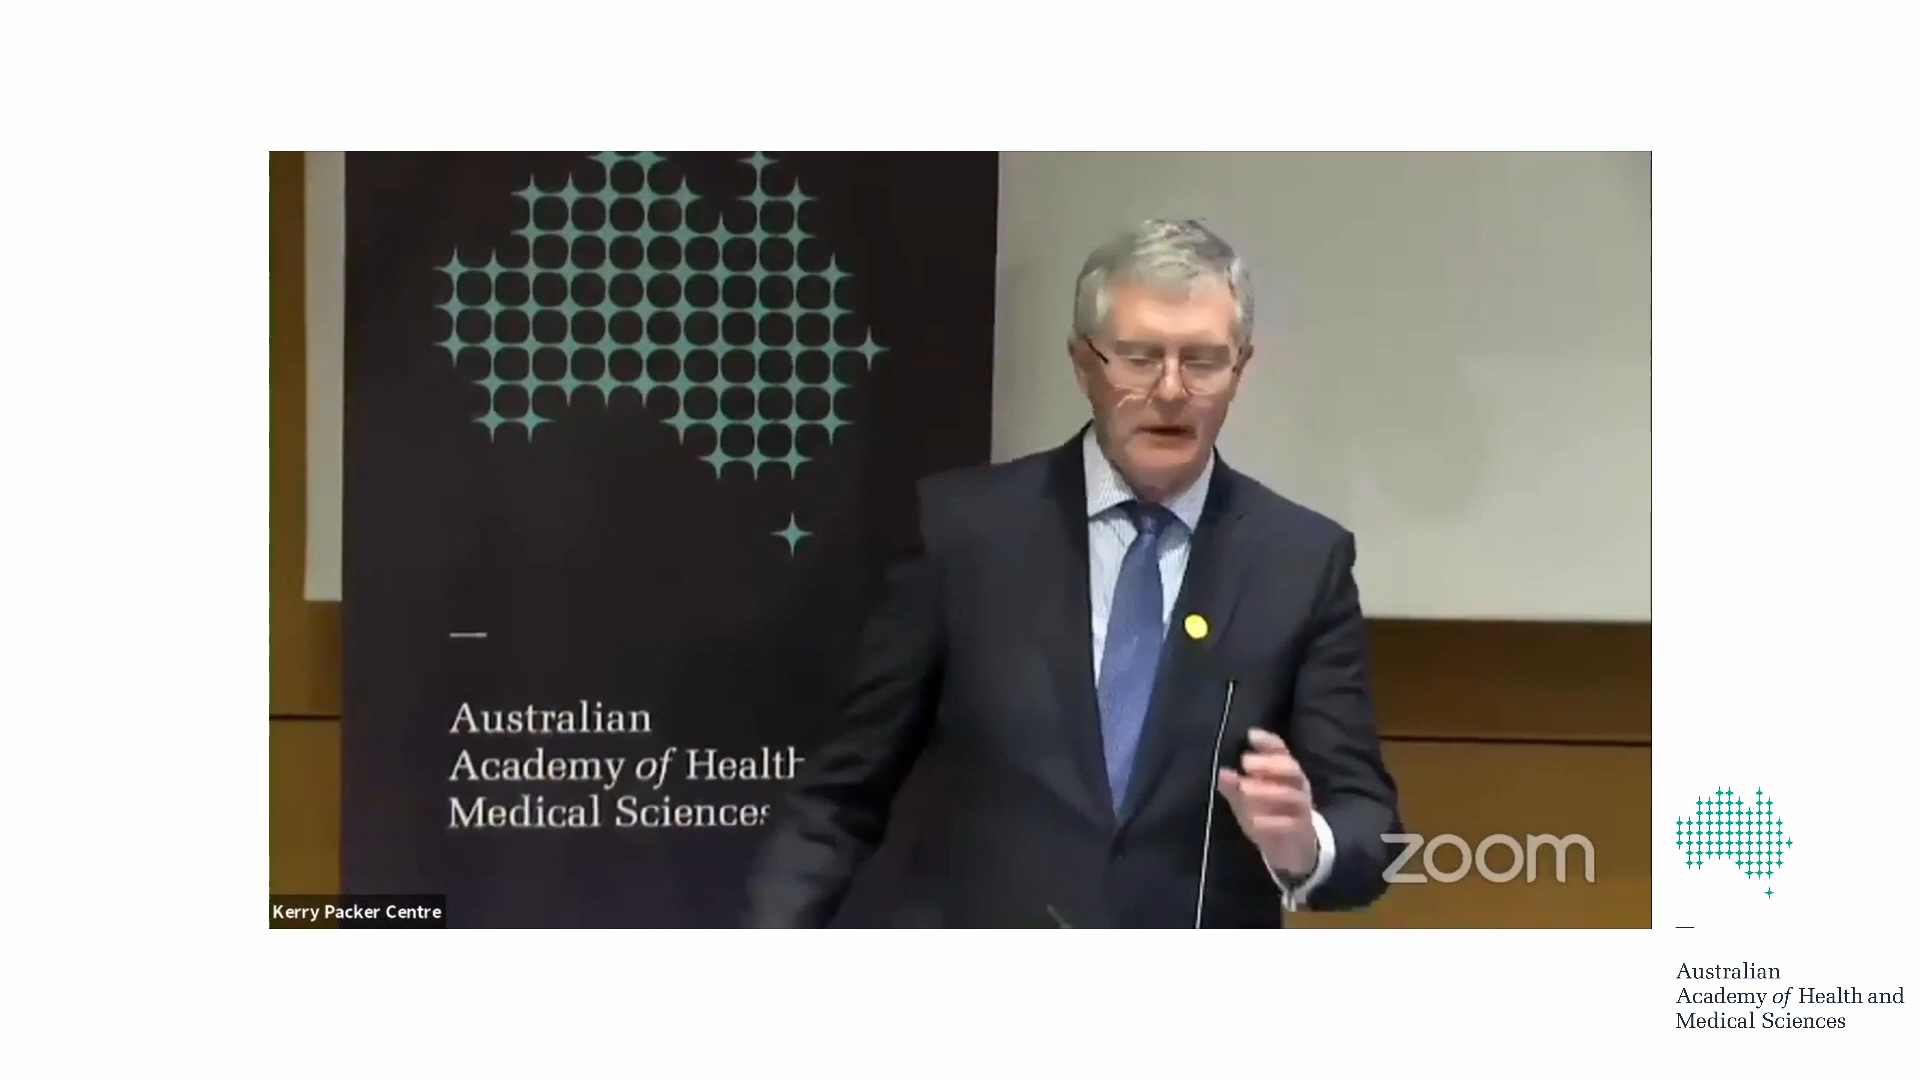 Australian
Academy of Health
Medical Sciences
zoom
Kerry Packer Centre
Australian
Academy of Health and
Medical Sciences